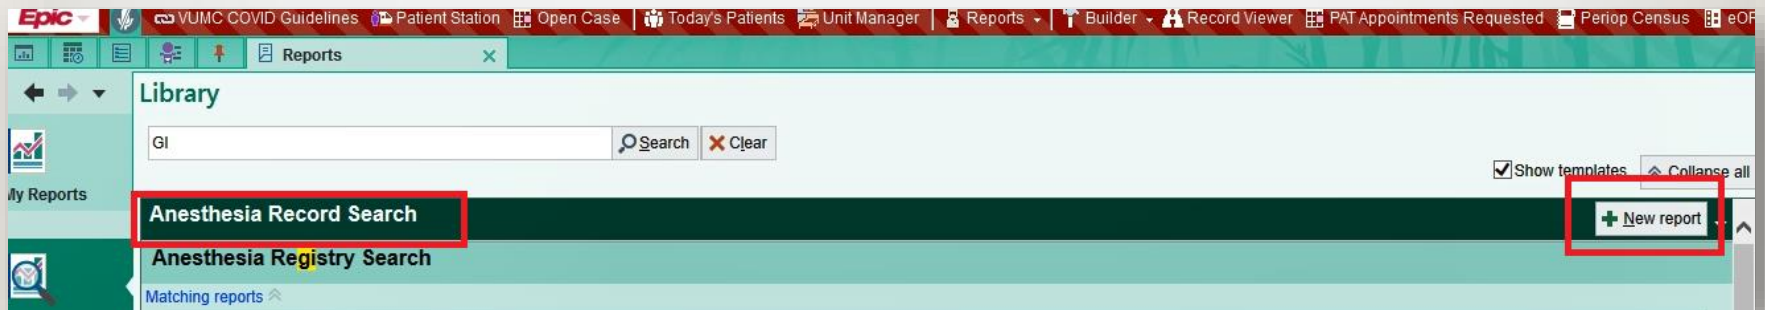 Epic VUMC COVID Guidelines Patient Station Open Case Today's Patients Unit Manager Reports Builder Record Viewer PAT Appointments Requested Periop Census
Reports
Library
GI Search Clear
Show templates Collapse all
My Reports
Anesthesia Record Search New report
Anesthesia Registry Search
Matching reports